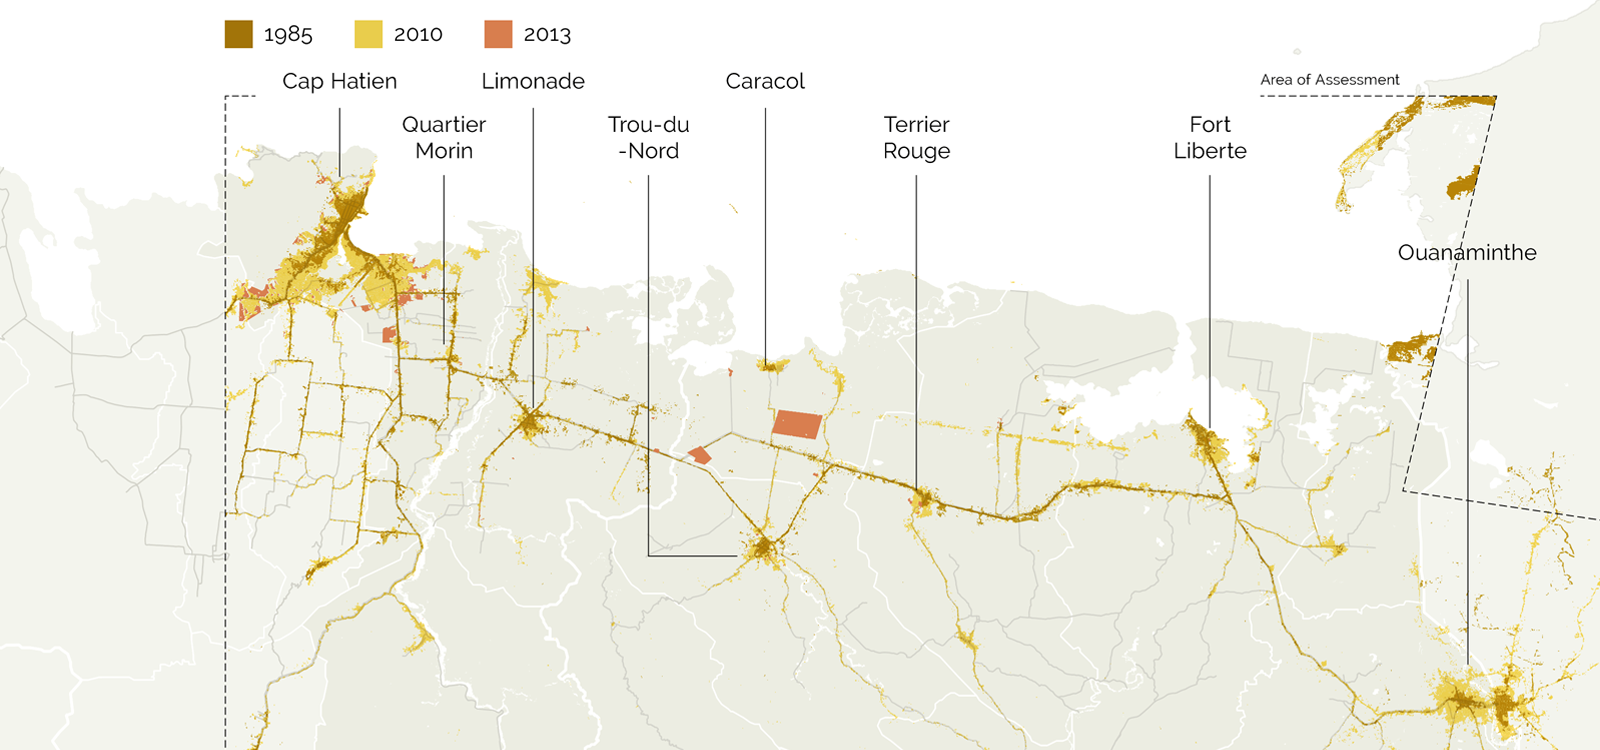 1985 2010 2013
Cap Hatien Limonade Caracol Area of Assessment
Quartier Trou-du Terrier Fort
Morin -Nord Rouge Liberte
Ouanaminthe